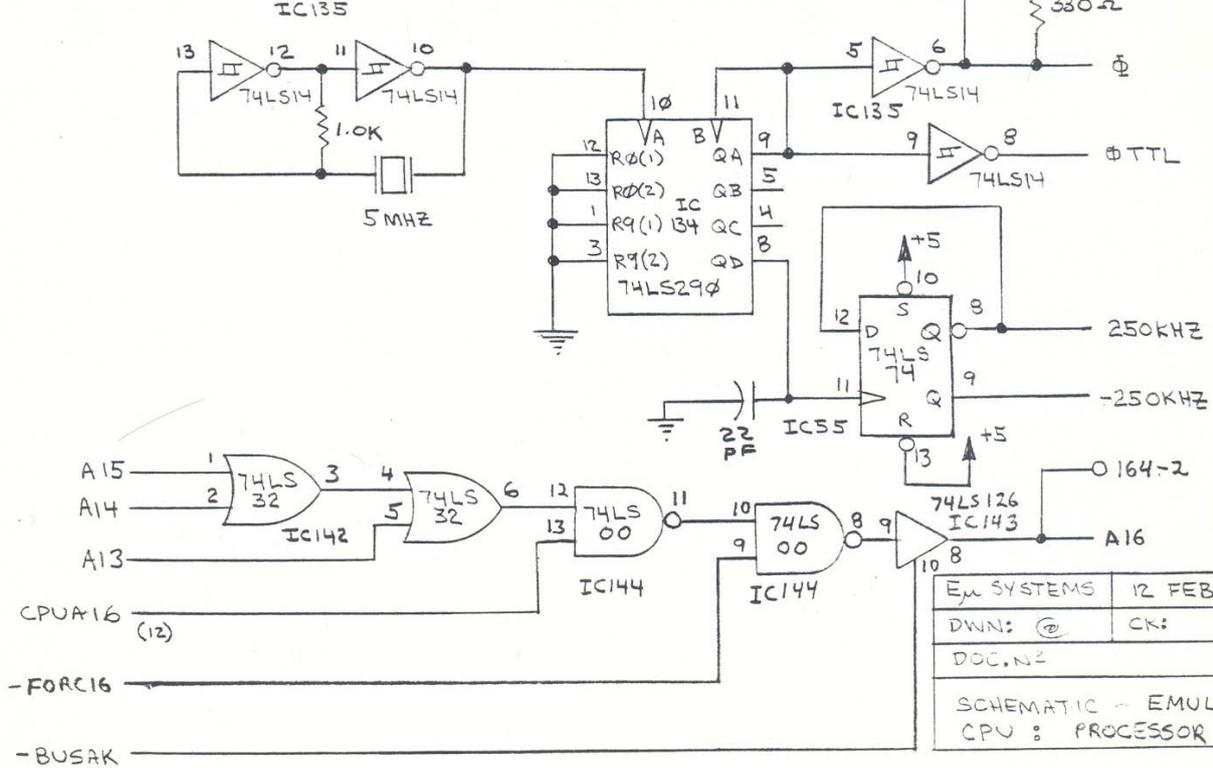 IC135
13
12
11
10
74LS14
74LS14
1.0K
5MHZ
10
11
A
B
12
RØ(1)
QA
9
13
RØ(2)
QB
5
IC
1
R9(1)
134
QC
4
3
R9(2)
QD
8
74LS29Ø
5
6
330Ω
Φ
IC135
74LS14
9
8
ΦTTL
74LS14
+5
10
S
12
D
Q
8
250KHZ
74LS
74
11
Q
9
-250KHZ
IC55
R
13
+5
22
PF
A15
1
A14
2
74LS
32
3
IC142
A13
4
5
74LS
32
6
CPUA16
(12)
12
13
74LS
00
11
IC144
-FORC16
10
9
74LS
00
8
IC144
-BUSAK
9
10
8
74LS126
IC143
164-2
A16
Eμ SYSTEMS
12 FEB
DWN:
CK:
DOC.Nº
SCHEMATIC - EMUL
CPU : PROCESSOR